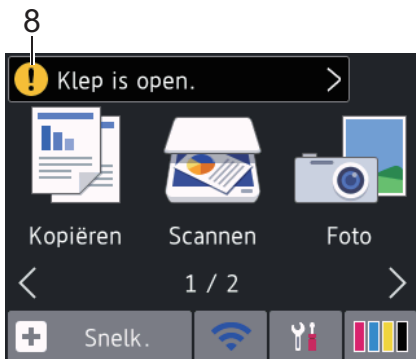 8
Klep is open.
Kopiëren Scannen Foto
1 / 2
Snelk.